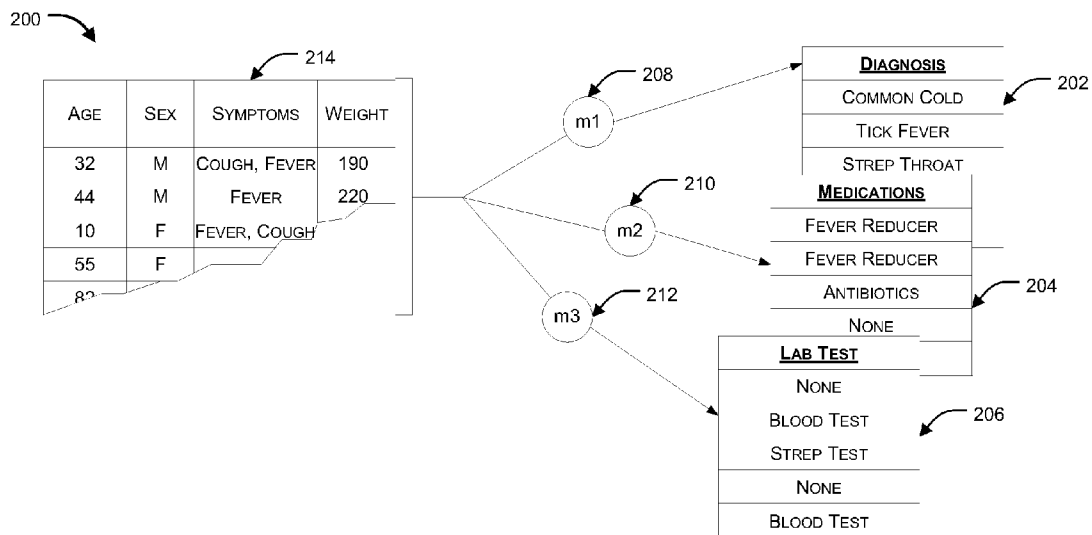 200
214
AGE SEX SYMPTOMS WEIGHT
32 M COUGH, FEVER 190
44 M FEVER 220
10 F FEVER, COUGH
55 F
82
208
m1
210
m2
212
m3
DIAGNOSIS
COMMON COLD
TICK FEVER
STREP THROAT
202
MEDICATIONS
FEVER REDUCER
FEVER REDUCER
ANTIBIOTICS
NONE
204
LAB TEST
NONE
BLOOD TEST
STREP TEST
NONE
BLOOD TEST
206